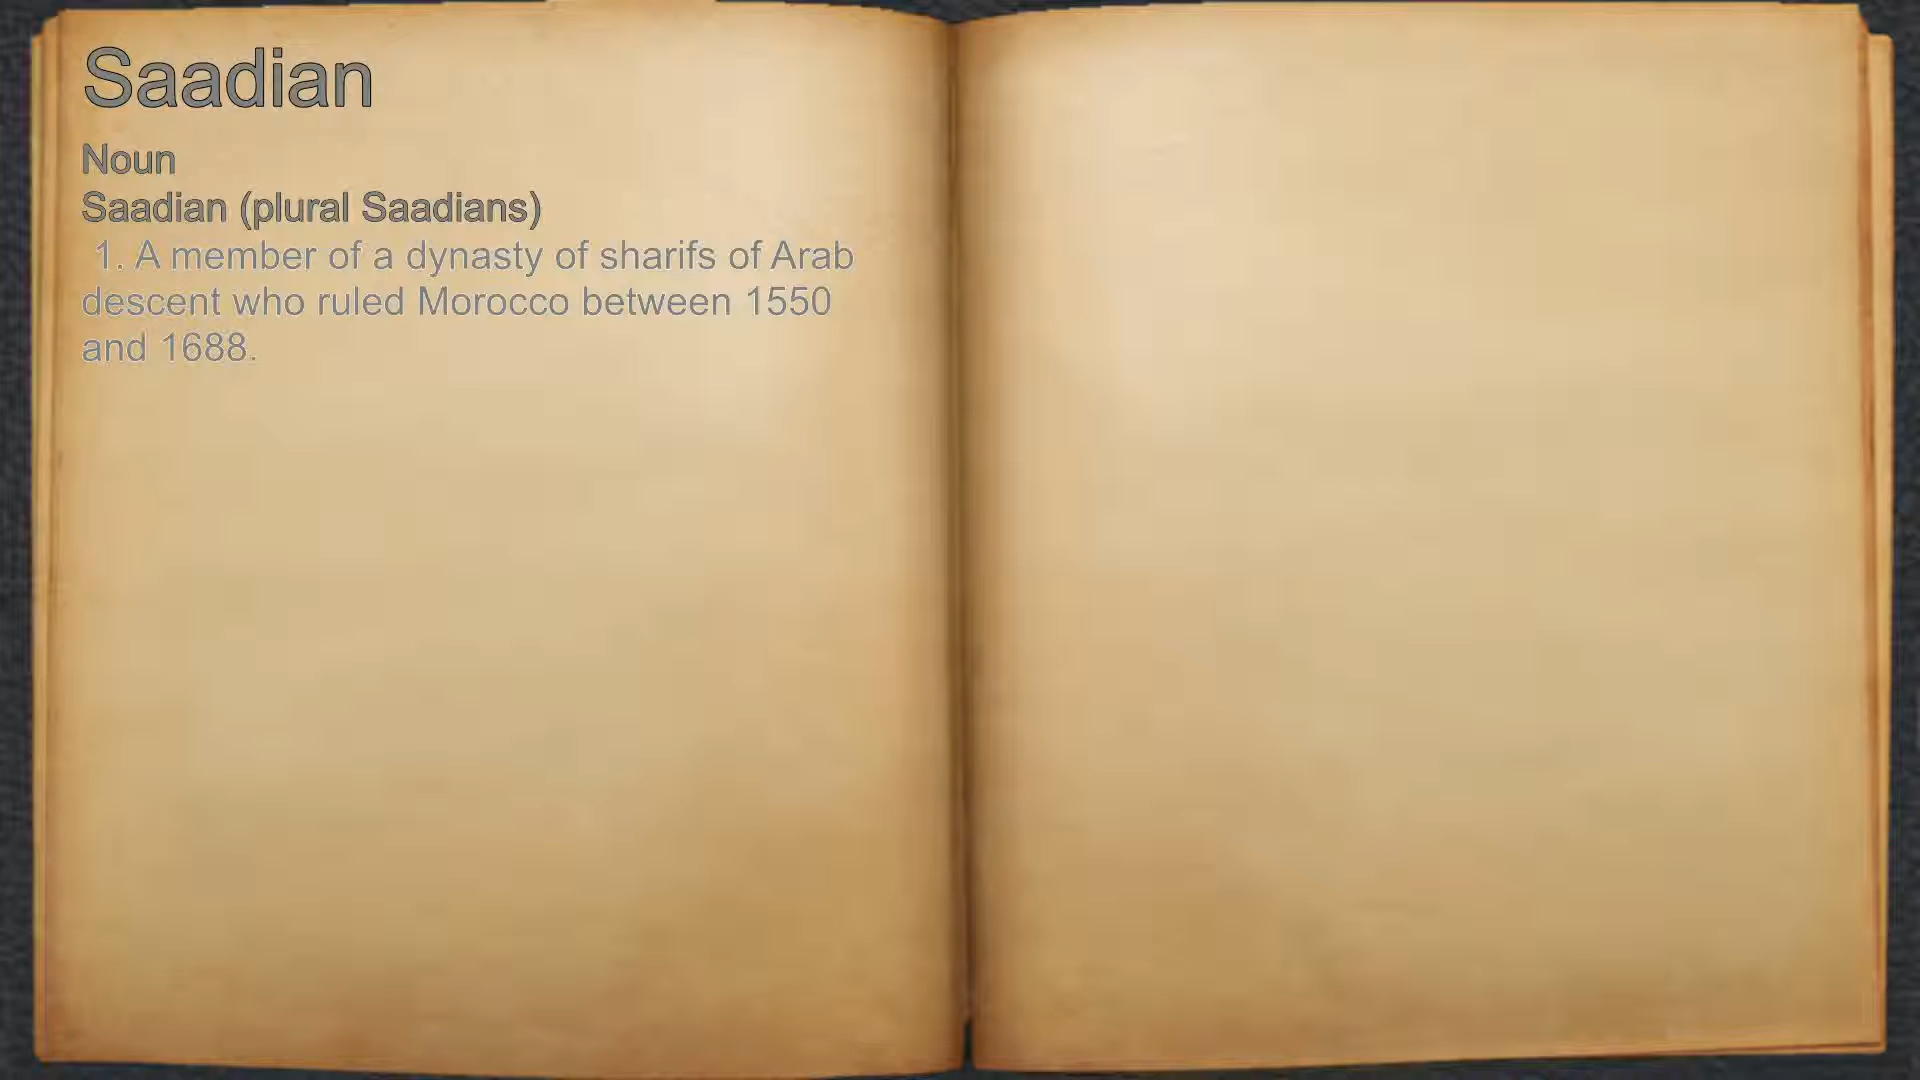 Saadian
Noun
Saadian (plural Saadians)
1. A member of a dynasty of sharifs of Arab
descent who ruled Morocco between 1550
and 1688.